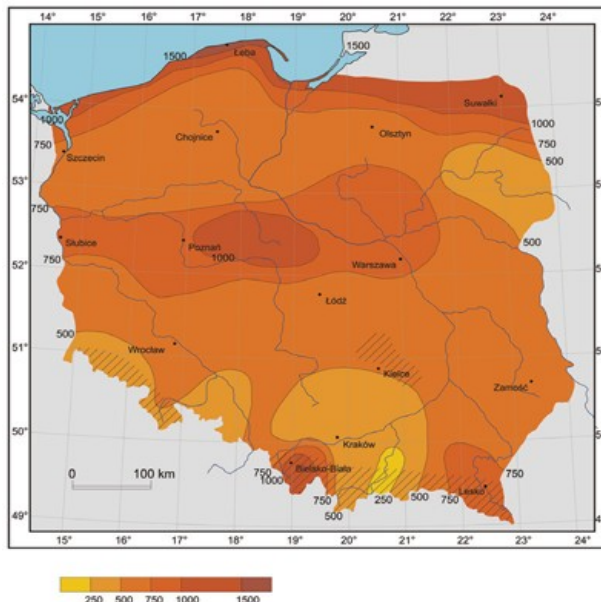 14° 15° 16° 17° 18° 19° 20° 21° 22° 23° 24°
1500
Łeba
1500
54°
Suwałki
1000
Chojnice
Olsztyn
1000
750
750
Szczecin
500
53°
750
500
Słubice
Poznań
1000
Warszawa
750
52°
Łódź
500
Wrocław
51°
Kielce
Zamość
50°
Kraków
0 100 km
750
Bielsko-Biała
1000
750
750
250
500
750
Lesko
500
49°
15° 16° 17° 18° 19° 20° 21° 22° 23° 24°
250 500 750 1000 1500